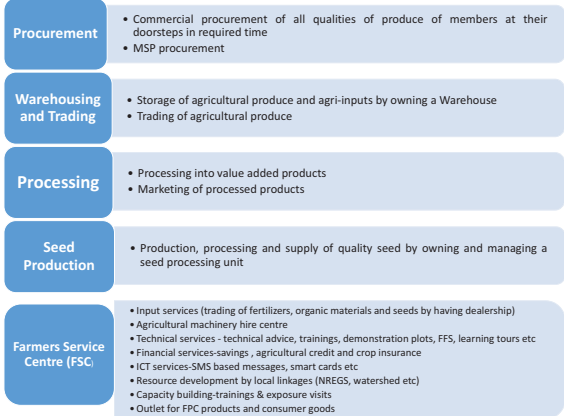 Procurement
• Commercial procurement of all qualities of produce of members at their
doorsteps in required time
• MSP procurement
Warehousing
and Trading
• Storage of agricultural produce and agri-inputs by owning a Warehouse
• Trading of agricultural produce
Processing
• Processing into value added products
• Marketing of processed products
Seed
Production
• Production, processing and supply of quality seed by owning and managing a
seed processing unit
Farmers Service
Centre (FSC)
• Input services (trading of fertilizers, organic materials and seeds by having dealership)
• Agricultural machinery hire centre
• Technical services - technical advice, trainings, demonstration plots, FFS, learning tours etc
• Financial services-savings , agricultural credit and crop insurance
• ICT services-SMS based messages, smart cards etc
• Resource development by local linkages (NREGS, watershed etc)
• Capacity building-trainings & exposure visits
• Outlet for FPC products and consumer goods